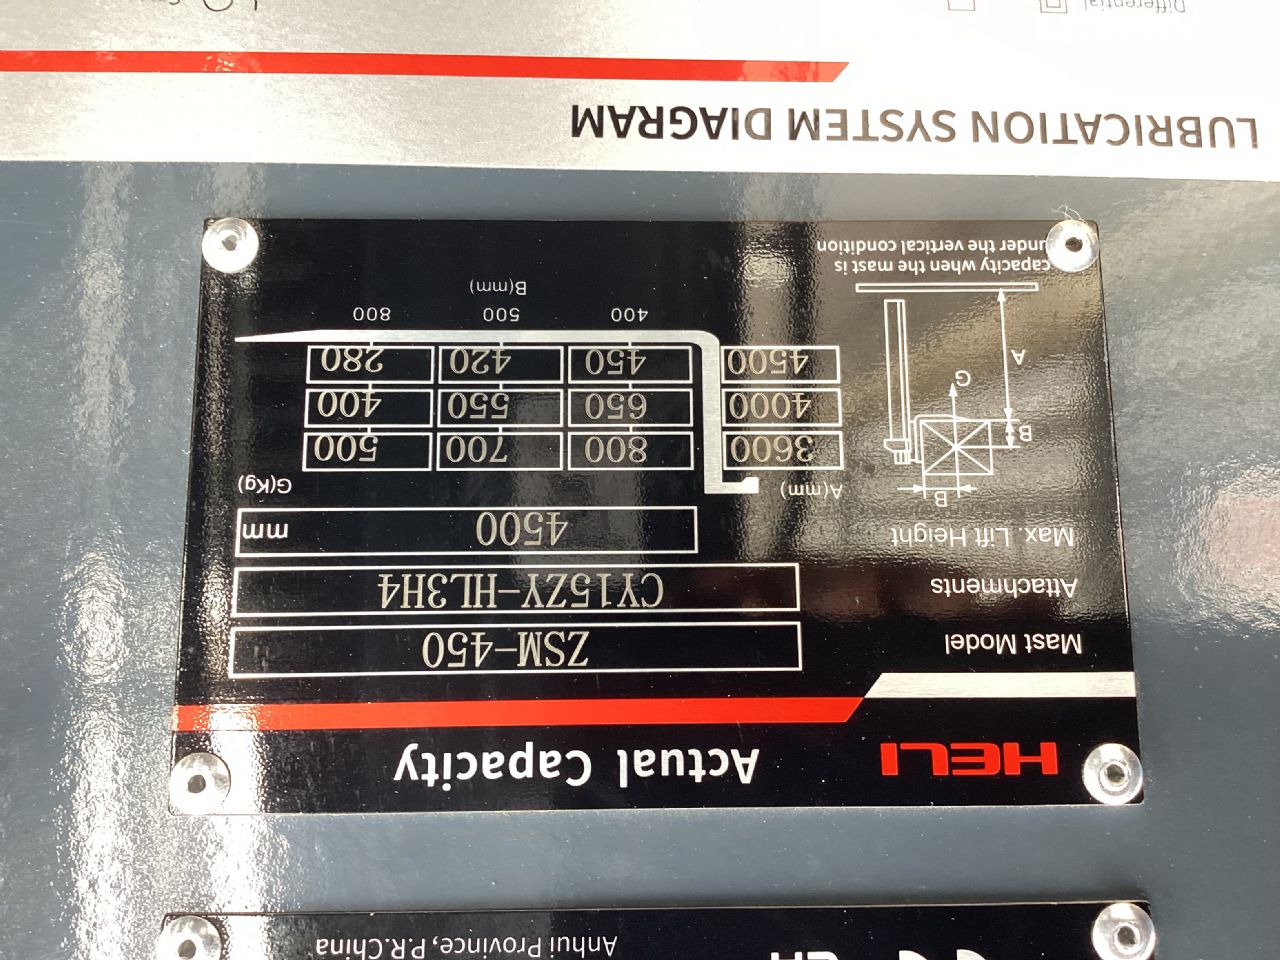 HELI Actual Capacity
Mast Model ZSM-450
Attachments CY15ZY-HL3H4
Max. Lift Height 4500 mm
B
A(mm) G(Kg)
B
3600 800 700 500
4000 650 550 400
G
A
4500 450 420 280
400 500 800
B(mm)
capacity when the mast is
under the vertical condition
LUBRICATION SYSTEM DIAGRAM
Differential
Anhui Province, P.R.China